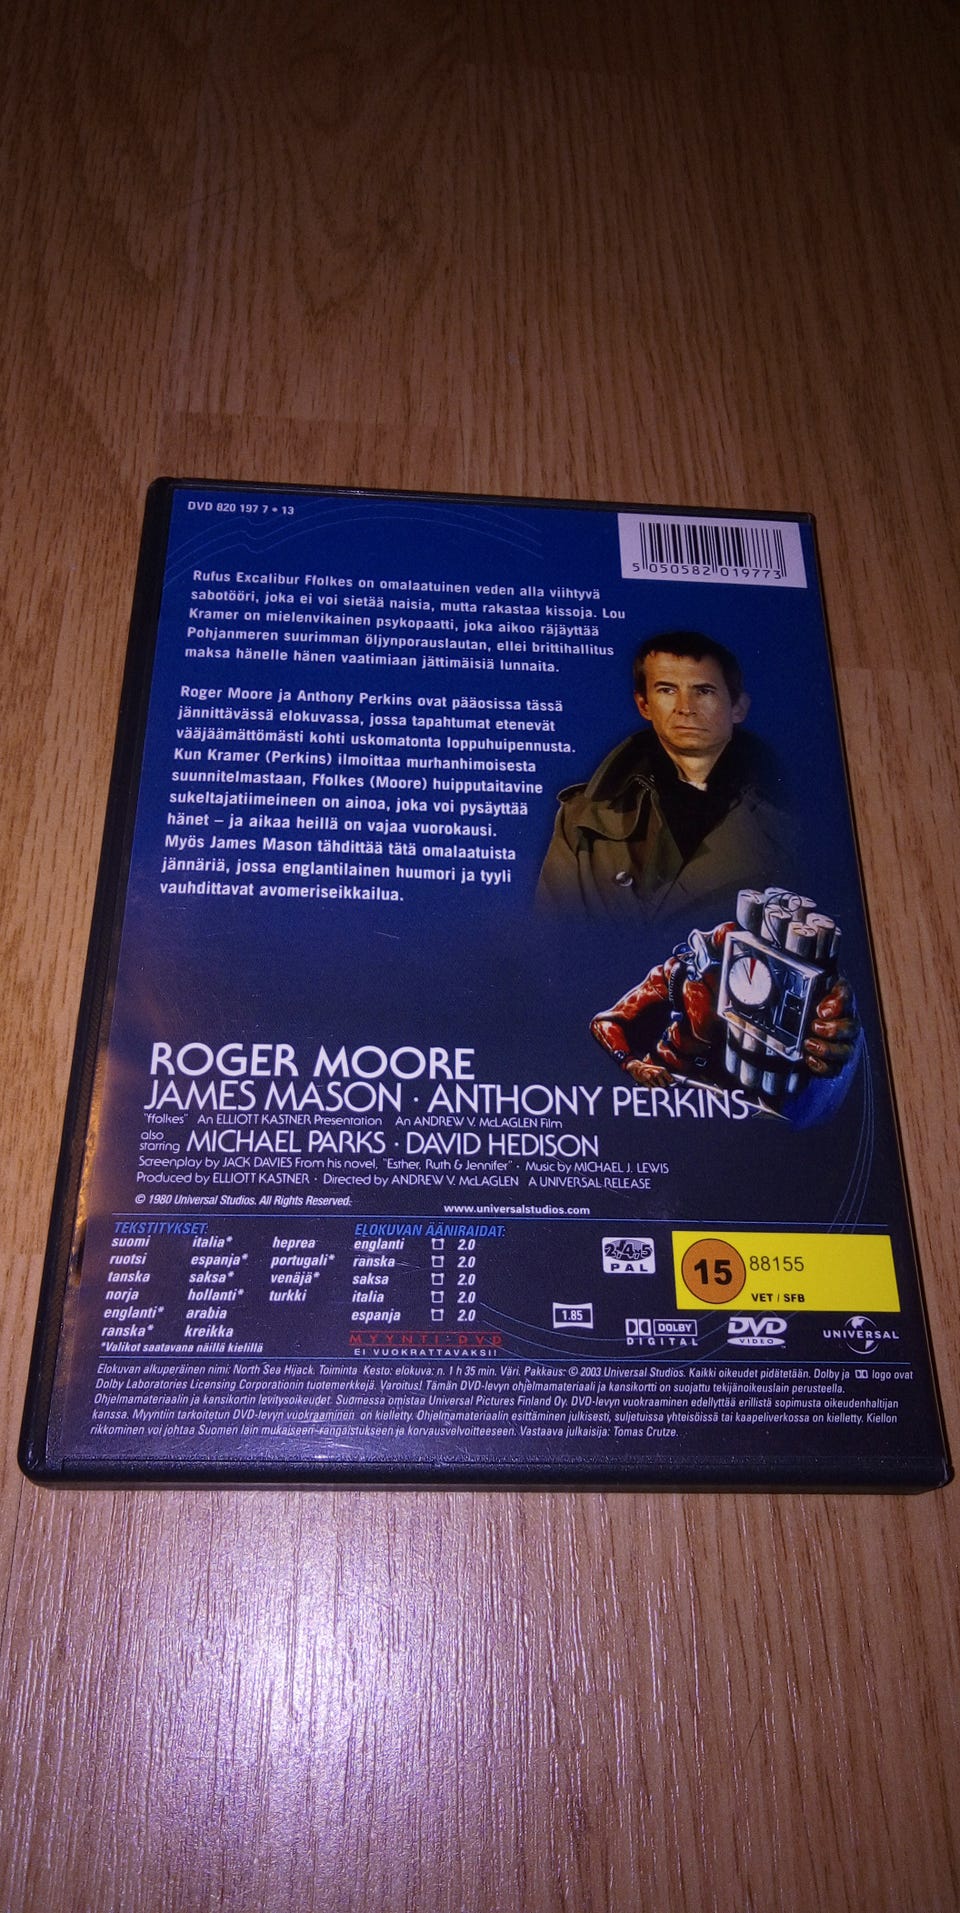 DVD 820 197 7 • 13
5 050582 019773
Rufus Excalibur Ffolkes on omalaatuinen veden alla viihtyvä
sabotööri, joka ei voi sietää naisia, mutta rakastaa kissoja. Lou
Kramer on mielenvikainen psykopaatti, joka aikoo räjäyttää
Pohjanmeren suurimman öljynporauslautan, ellei brittihallitus
maksa hänelle hänen vaatimiaan jättimäisiä lunnaita.
Roger Moore ja Anthony Perkins ovat pääosissa tässä
jännittävässä elokuvassa, jossa tapahtumat etenevät
vääjäämättömästi kohti uskomatonta loppuhuipennusta.
Kun Kramer (Perkins) ilmoittaa murhanhimoisesta
suunnitelmastaan, Ffolkes (Moore) huipputaitavine
sukeltajatiimeineen on ainoa, joka voi pysäyttää
hänet – ja aikaa heillä on vajaa vuorokausi.
Myös James Mason tähdittää tätä omalaatuista
jännäriä, jossa englantilainen huumori ja tyyli
vauhdittavat avomeriseikkailua.
ROGER MOORE
JAMES MASON · ANTHONY PERKINS
"ffolkes" An ELLIOTT KASTNER Presentation An ANDREW V. McLAGLEN Film
also starring MICHAEL PARKS · DAVID HEDISON
Screenplay by JACK DAVIES From his novel, "Esther, Ruth & Jennifer" · Music by MICHAEL J. LEWIS
Produced by ELLIOTT KASTNER · Directed by ANDREW V. McLAGLEN A UNIVERSAL RELEASE
© 1980 Universal Studios. All Rights Reserved.
www.universalstudios.com
TEKSTITYKSET:
suomi italia* heprea
ruotsi espanja* portugali*
tanska saksa* venäjä*
norja hollanti* turkki
englanti* arabia
ranska* kreikka
*Valikot saatavana näillä kielillä
ELOKUVAN ÄÄNIRAIDAT:
englanti 2.0
ranska 2.0
saksa 2.0
italia 2.0
espanja 2.0
MYYNTI-DVD
EI VUOKRATTAVAKSI!
1.85
2.4.5
PAL
15
88155
VET / SFB
DOLBY
DIGITAL
DVD
VIDEO
UNIVERSAL
Elokuvan alkuperäinen nimi: North Sea Hijack. Toiminta Kesto: elokuva: n. 1 h 35 min. Väri. Pakkaus: © 2003 Universal Studios. Kaikki oikeudet pidätetään. Dolby ja logo ovat
Dolby Laboratories Licensing Corporationin tuotemerkkejä. Varoitus! Tämän DVD-levyn ohjelmamateriaali ja kansikortti on suojattu tekijänoikeuslain perusteella.
Ohjelmamateriaalin ja kansikortin levitysoikeudet Suomessa omistaa Universal Pictures Finland Oy. DVD-levyn vuokraaminen edellyttää erillistä sopimusta oikeudenhaltijan
kanssa. Myyntiin tarkoitetun DVD-levyn vuokraaminen on kielletty. Ohjelmamateriaalin esittäminen julkisesti, suljetuissa yhteisöissä tai kaapeliverkossa on kielletty. Kiellon
rikkominen voi johtaa Suomen lain mukaiseen rangaistukseen ja korvausvelvoitteeseen. Vastaava julkaisija: Tomas Crutze.